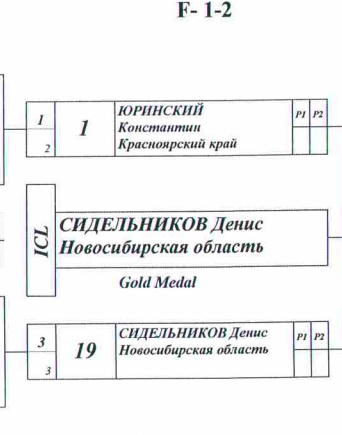 F- 1-2
1 1 ЮРИНСКИЙ P1 P2
Константин
2 Красноярский край
ICL СИДЕЛЬНИКОВ Денис
Новосибирская область
Gold Medal
3 19 СИДЕЛЬНИКОВ Денис P1 P2
3 Новосибирская область